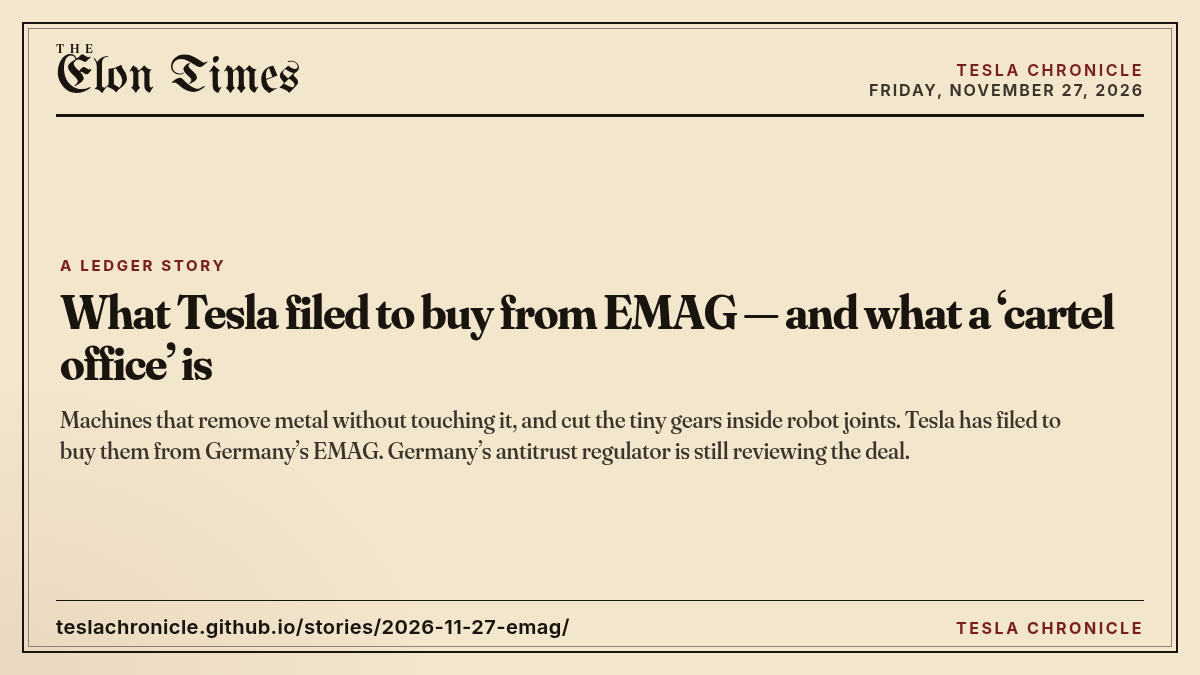 THE
Elon Times
TESLA CHRONICLE
FRIDAY, NOVEMBER 27, 2026
A LEDGER STORY
What Tesla filed to buy from EMAG — and what a ‘cartel
office’ is
Machines that remove metal without touching it, and cut the tiny gears inside robot joints. Tesla has filed to
buy them from Germany’s EMAG. Germany’s antitrust regulator is still reviewing the deal.
teslachronicle.github.io/stories/2026-11-27-emag/
TESLA CHRONICLE